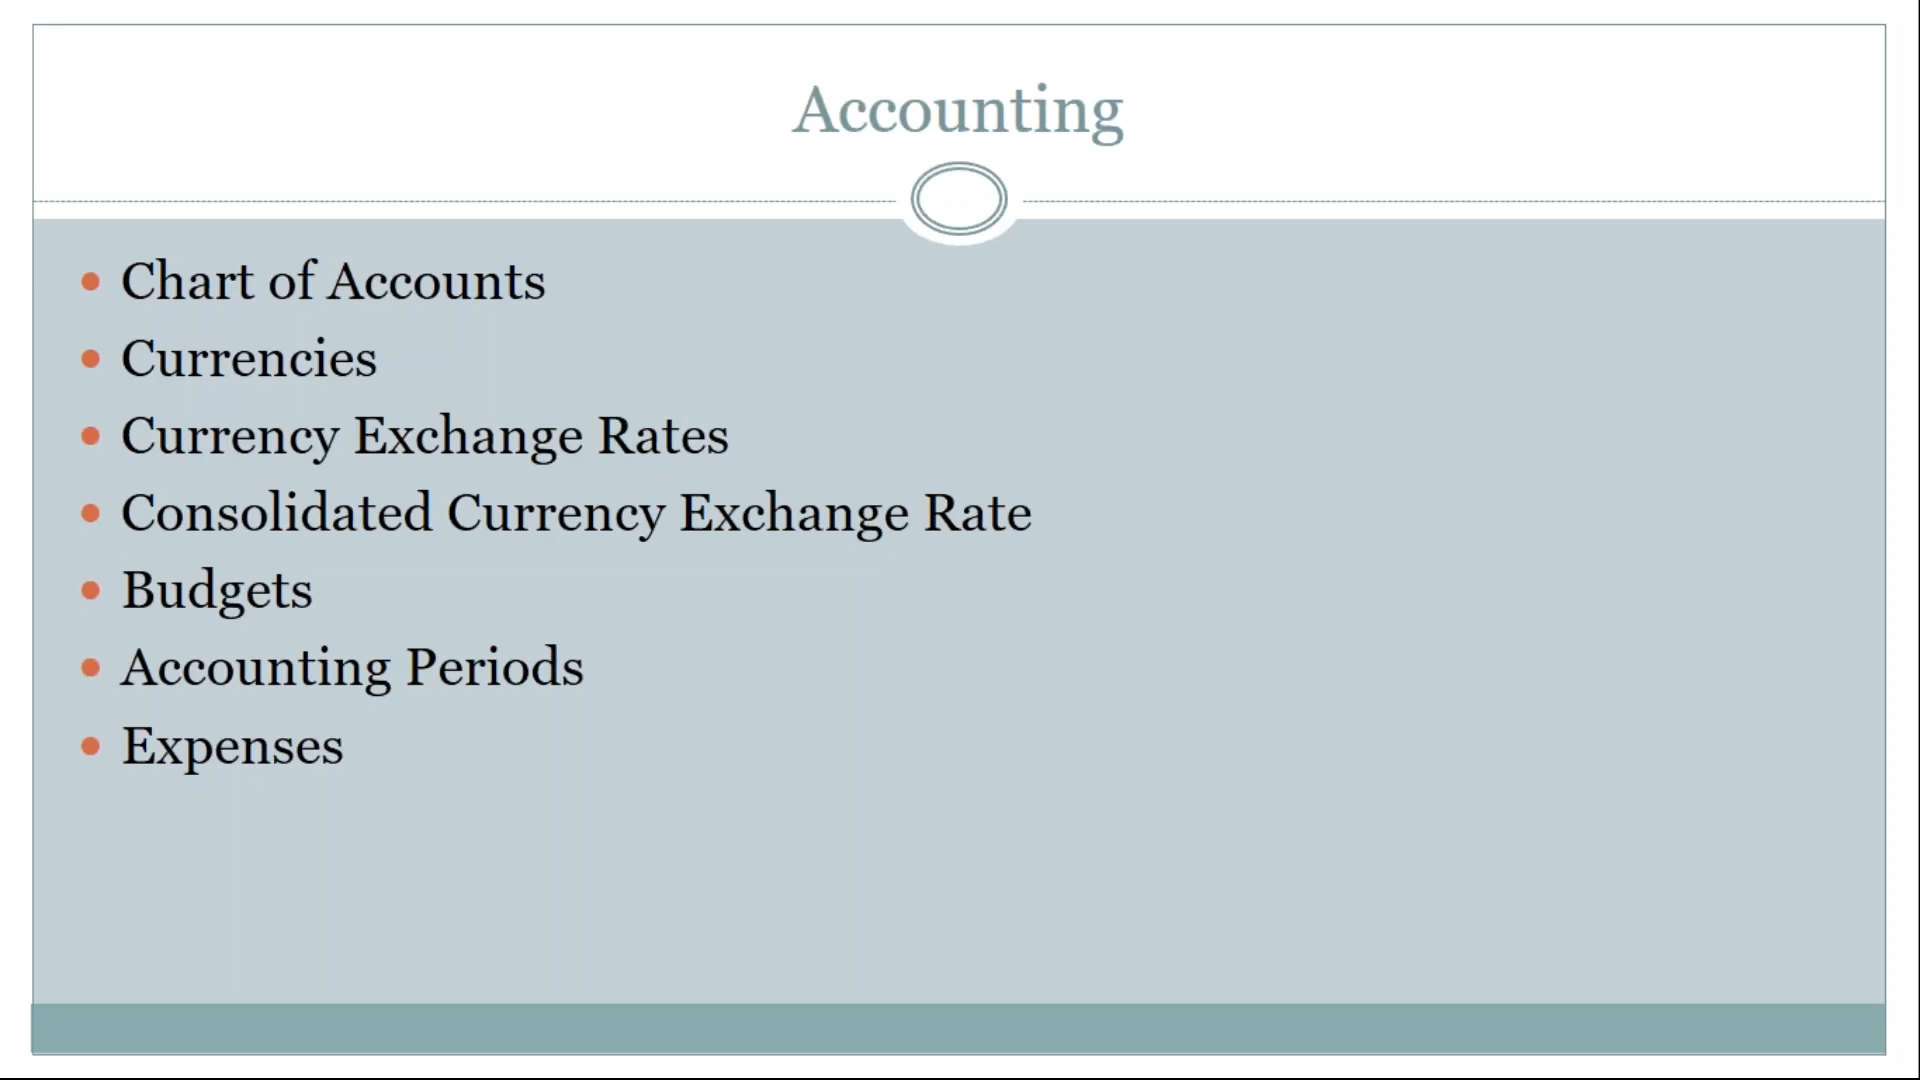 Accounting
Chart of Accounts
Currencies
Currency Exchange Rates
Consolidated Currency Exchange Rate
Budgets
Accounting Periods
Expenses